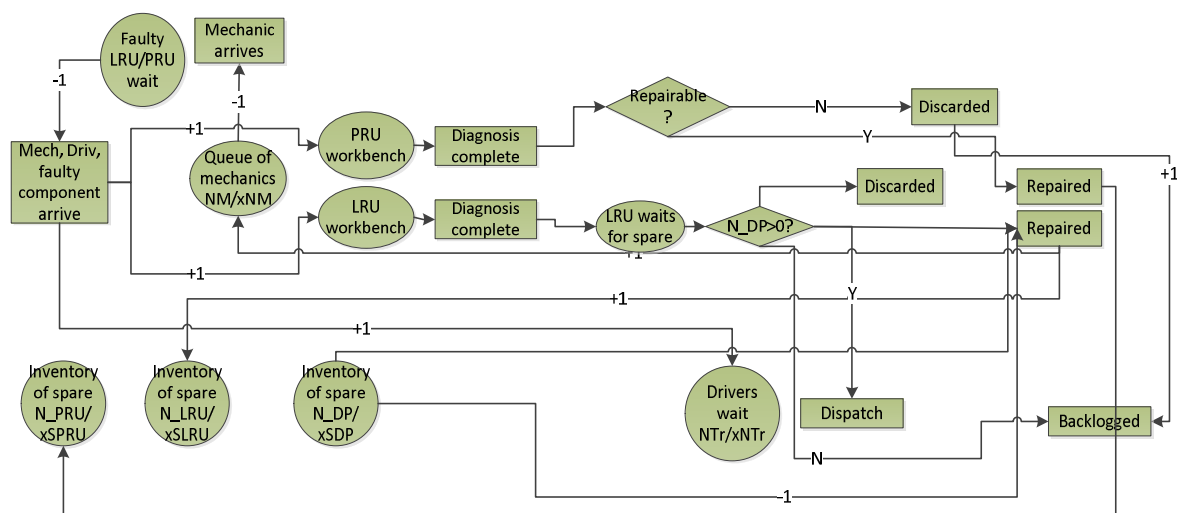 Faulty
LRU/PRU
wait
Mechanic
arrives
-1
-1
Repairable
?
N
Discarded
Y
+1
PRU
workbench
Diagnosis
complete
Mech, Driv,
faulty
component
arrive
Queue of
mechanics
NM/xNM
+1
Discarded
Repaired
LRU
workbench
Diagnosis
complete
LRU waits
for spare
N_DP>0?
Repaired
+1
+1
Y
+1
+1
Inventory
of spare
N_PRU/
xSPRU
Inventory
of spare
N_LRU/
xSLRU
Inventory
of spare
N_DP/
xSDP
Drivers
wait
NTr/xNTr
Dispatch
Backlogged
N
-1